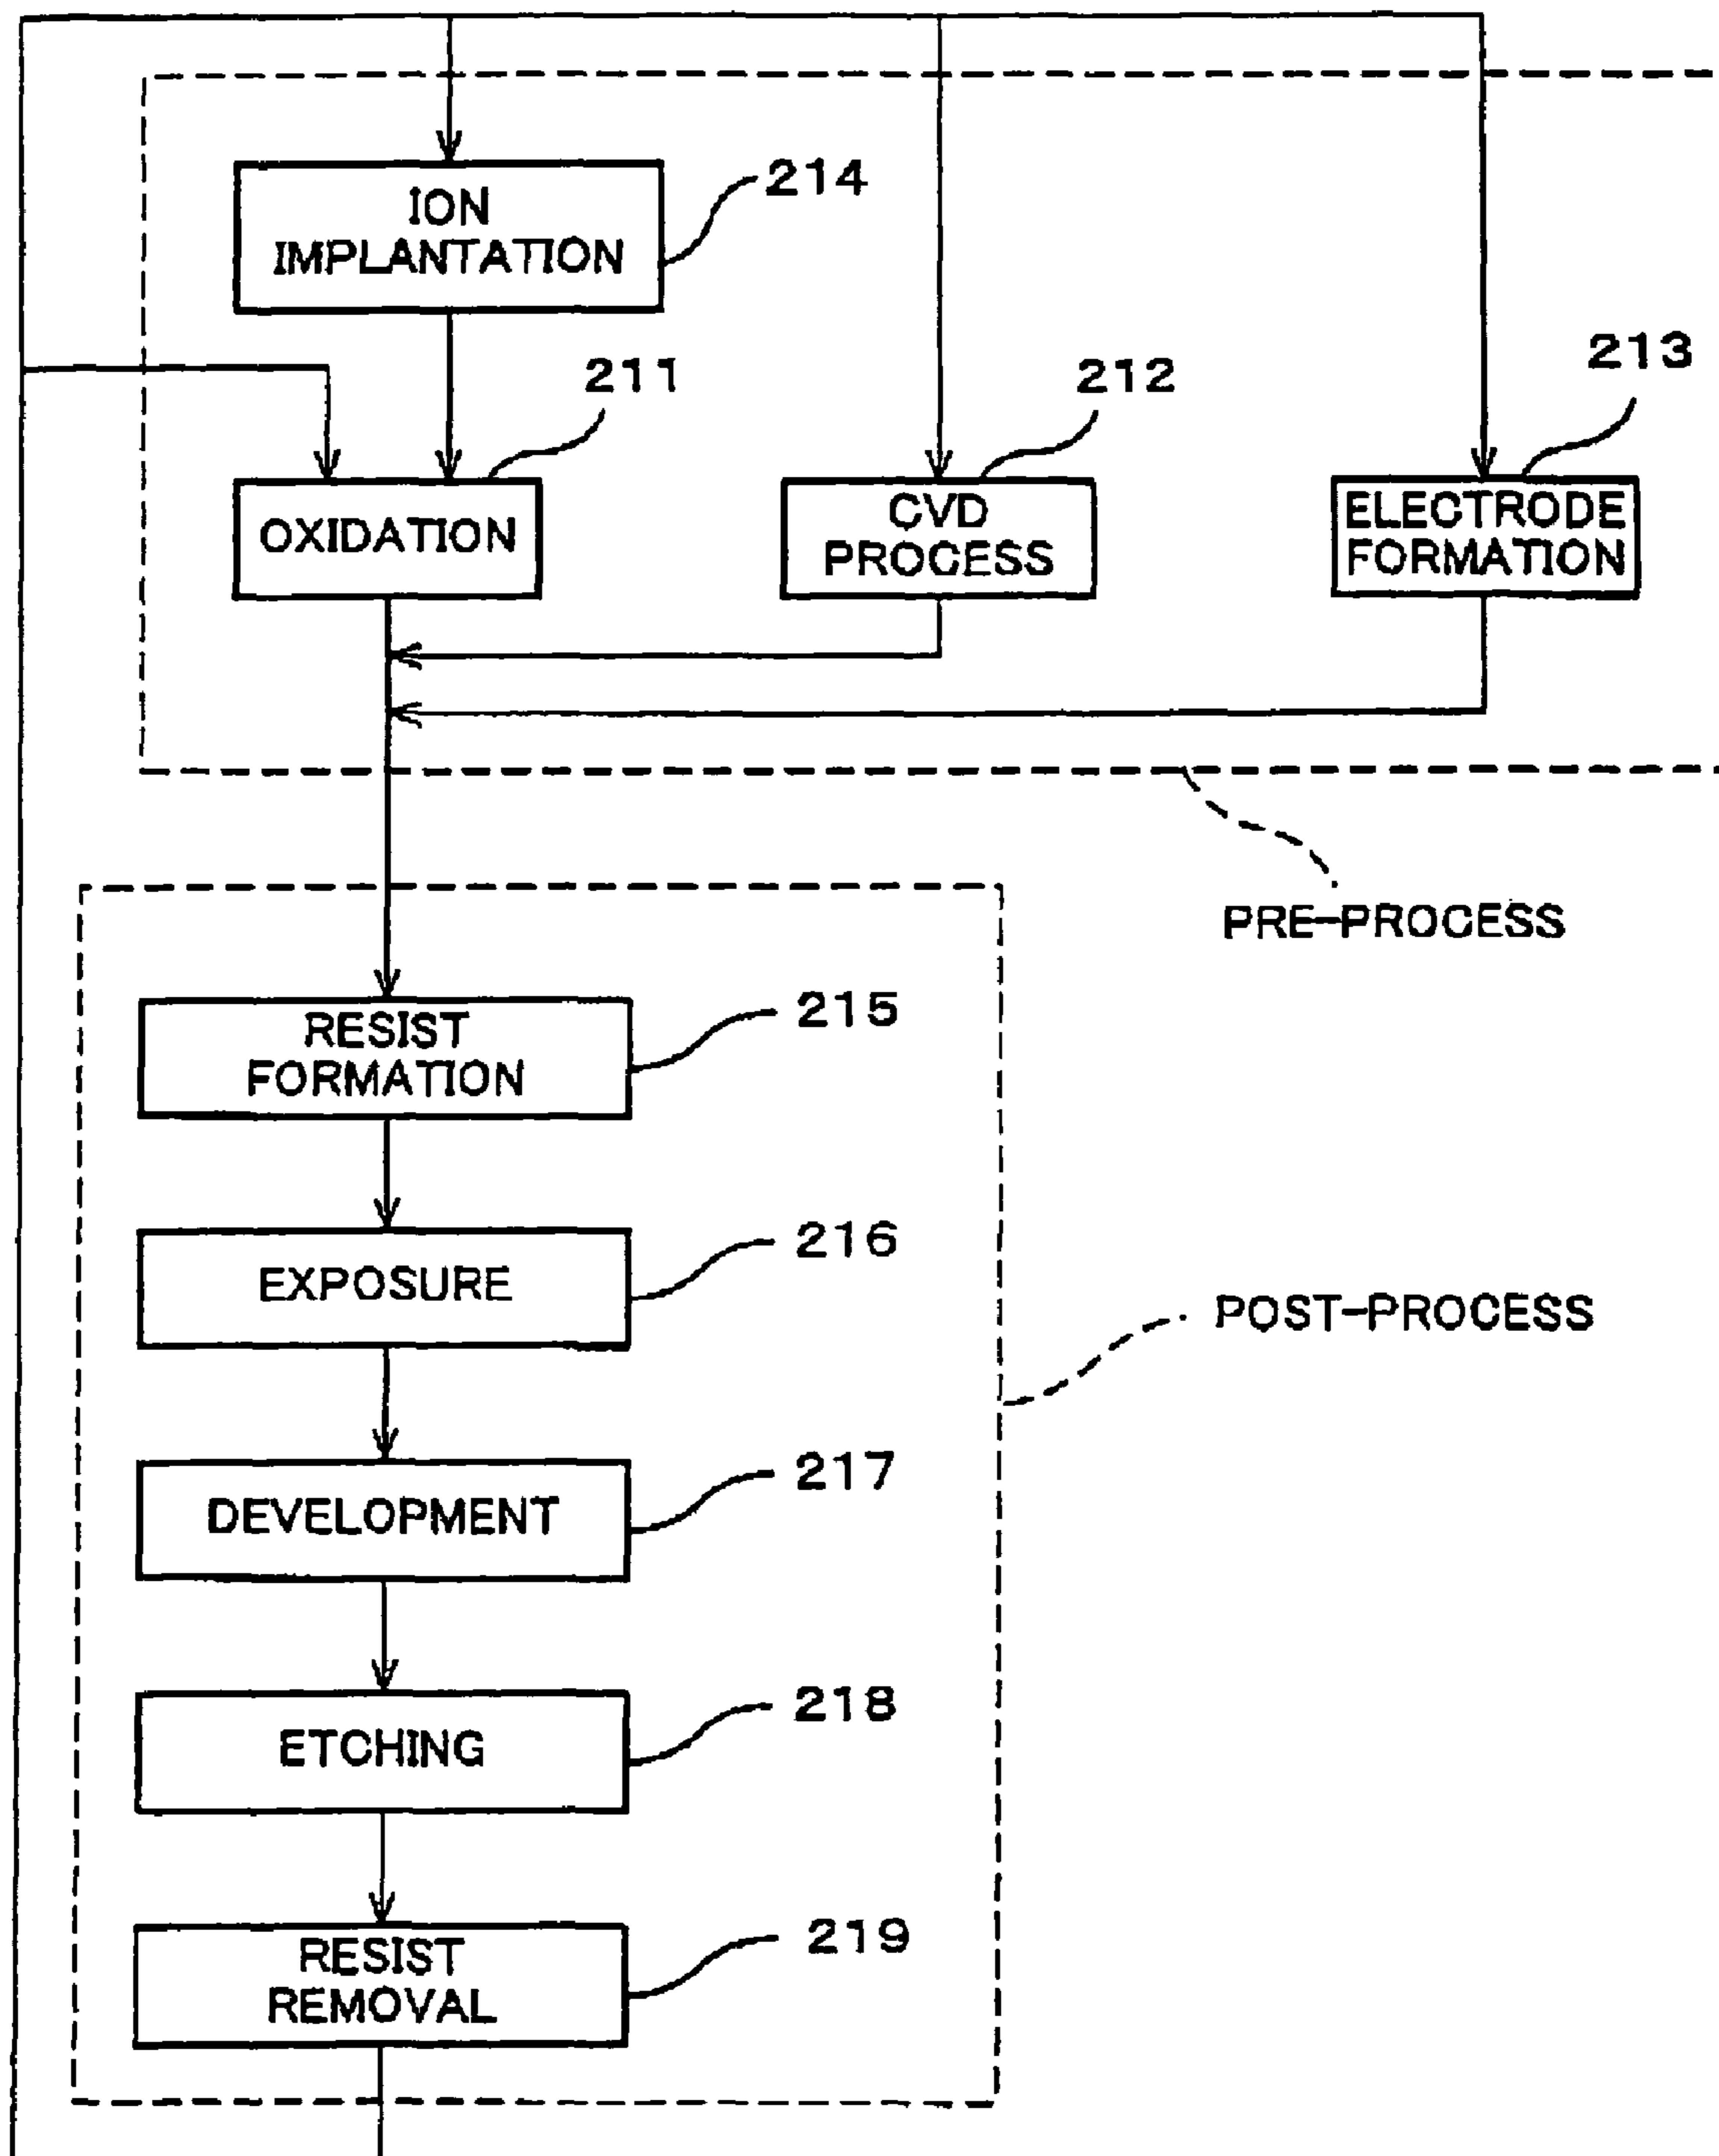 214
ION
IMPLANTATION
211
212
213
OXIDATION
CVD
PROCESS
ELECTRODE
FORMATION
PRE-PROCESS
RESIST
FORMATION
215
EXPOSURE
216
POST-PROCESS
DEVELOPMENT
217
ETCHING
218
RESIST
REMOVAL
219